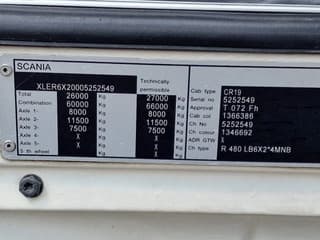 SCANIA
XLER6X20005252549
Technically
permissible
Total 26000 Kg 27000 Kg
Combination 60000 Kg 66000 Kg
Axle 1- 8000 Kg 8000 Kg
Axle 2- 11500 Kg 11500 Kg
Axle 3- 7500 Kg 7500 Kg
Axle 4- X Kg X Kg
Axle 5- X Kg X Kg
5 th wheel X Kg X Kg
Cab type CR19
Serial no 5252549
Approval T 072 Fh
Cab col 1366386
Ch. No 5252549
Ch colour 1346692
ADR GTW X
Ch type R 480 LB6X2*4MNB